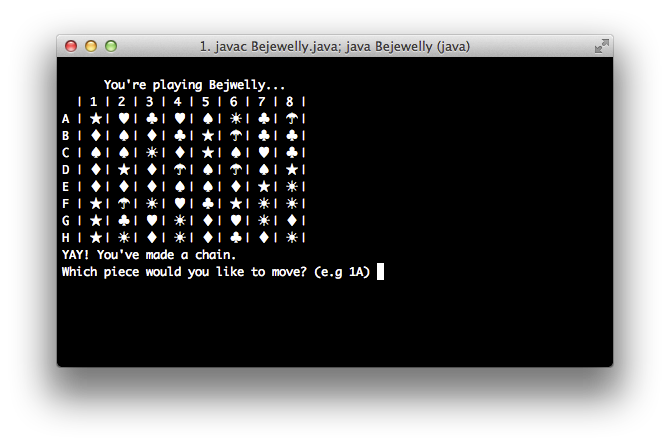 1. javac Bejewelly.java; java Bejewelly (java)
You're playing Bejwelly...
| 1 | 2 | 3 | 4 | 5 | 6 | 7 | 8 |
A | ★ | ♥ | ♣ | ♥ | ♠ | ☀ | ♣ | ☂ |
B | ♦ | ♠ | ♦ | ♣ | ★ | ☂ | ♣ | ♣ |
C | ♠ | ♠ | ☀ | ♦ | ★ | ♠ | ♥ | ♣ |
D | ♦ | ★ | ♦ | ☂ | ♠ | ☂ | ♠ | ★ |
E | ♦ | ♦ | ♦ | ♠ | ♠ | ♦ | ★ | ☀ |
F | ★ | ☂ | ☀ | ♥ | ♣ | ★ | ☀ | ☀ |
G | ★ | ♣ | ♥ | ☀ | ♦ | ♥ | ☀ | ♦ |
H | ★ | ☀ | ♦ | ☀ | ♦ | ♣ | ♦ | ☀ |
YAY! You've made a chain.
Which piece would you like to move? (e.g 1A)